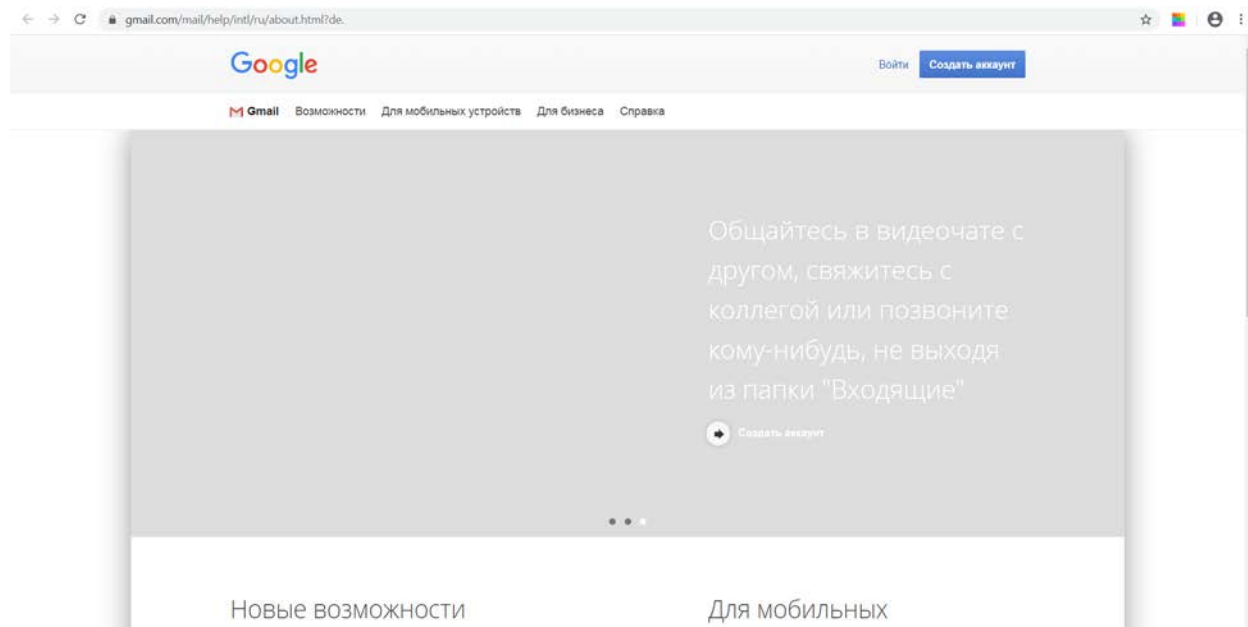 gmail.com/mail/help/intl/ru/about.html?de.
Google
Войти Создать аккаунт
Gmail Возможности Для мобильных устройств Для бизнеса Справка
Общайтесь в видеочате с
другом, свяжитесь с
коллегой или позвоните
кому-нибудь, не выходя
из папки "Входящие"
Создать аккаунт
Новые возможности
Для мобильных